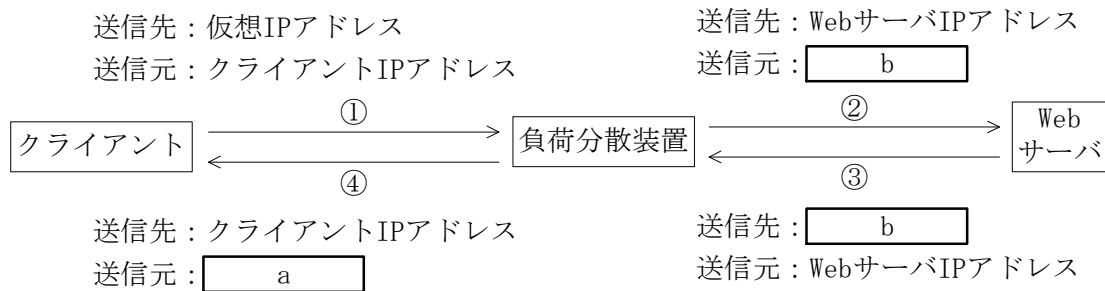 送信先：仮想IPアドレス
送信元：クライアントIPアドレス
送信先：WebサーバIPアドレス
送信元： b
①
②
クライアント
負荷分散装置
Web
サーバ
④
③
送信先：クライアントIPアドレス
送信元： a
送信先： b
送信元：WebサーバIPアドレス